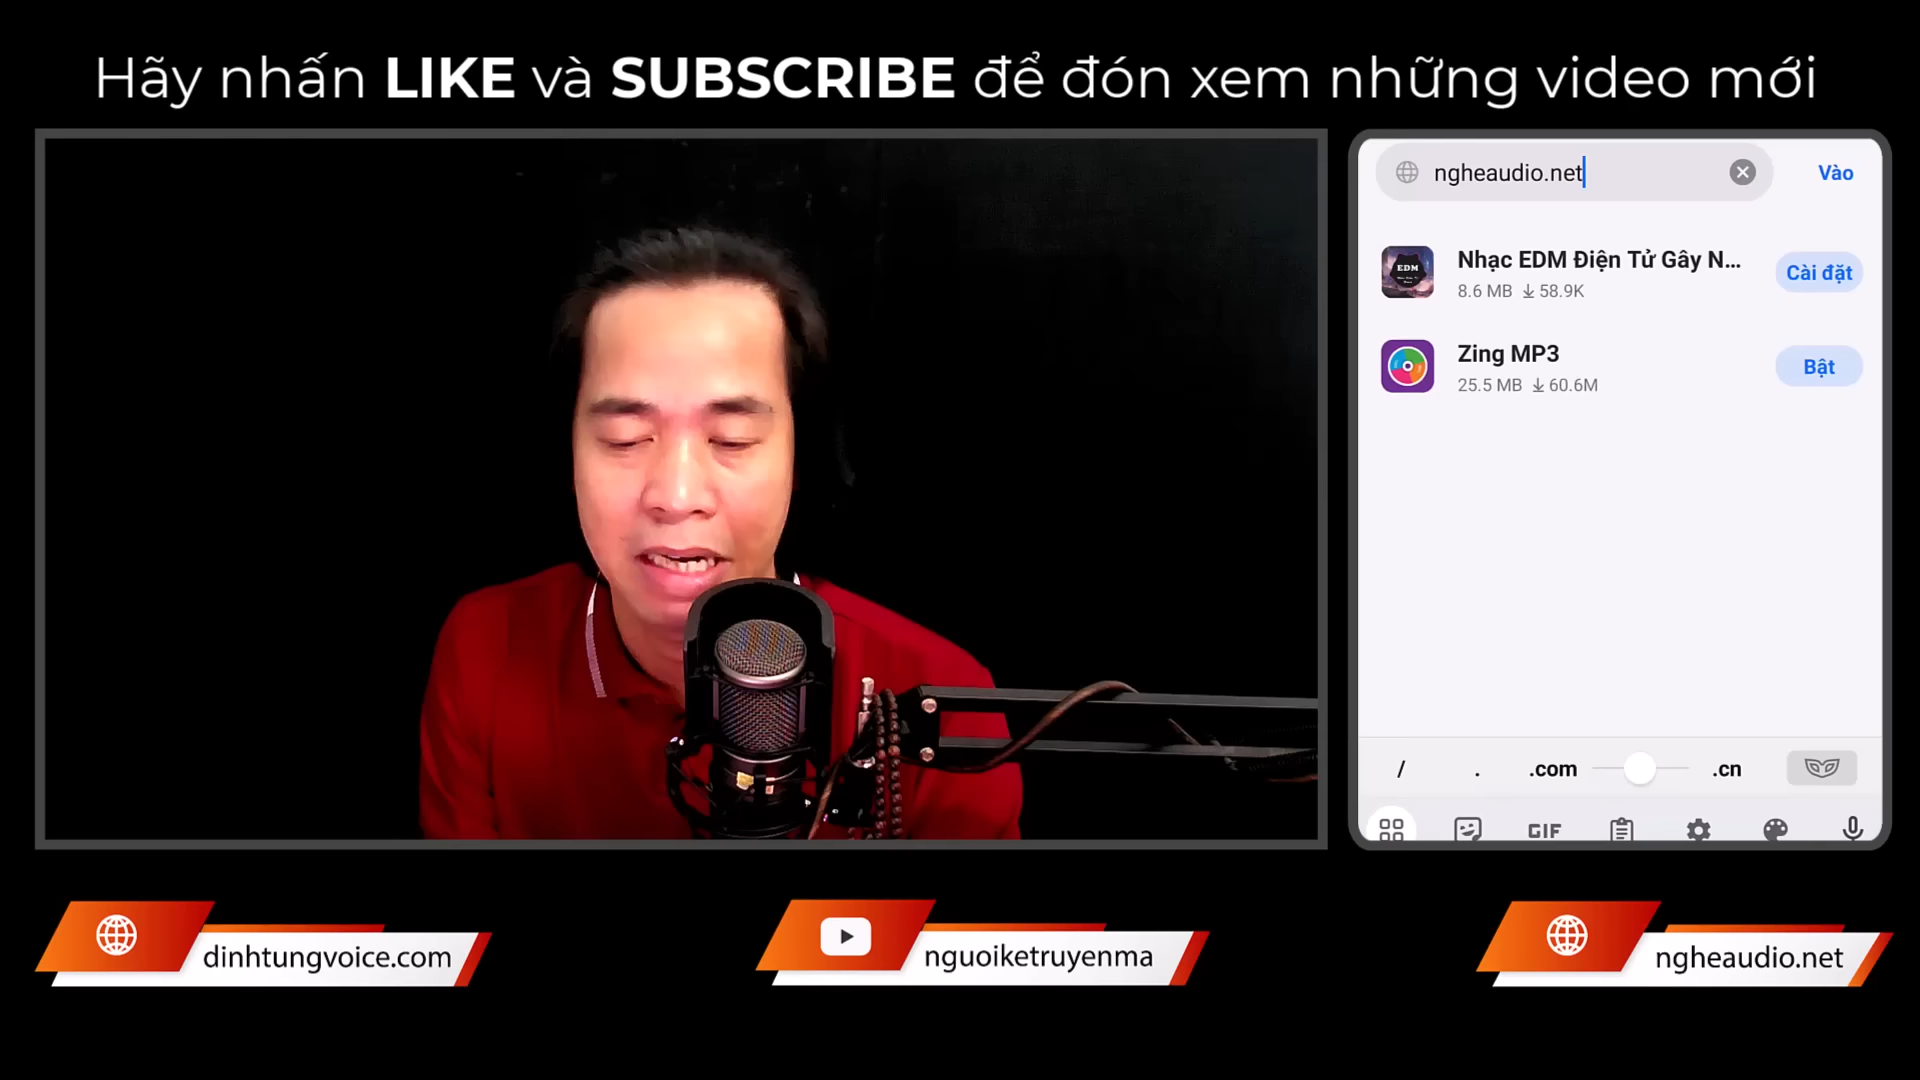 Hãy nhấn LIKE và SUBSCRIBE để đón xem những video mới
ngheaudio.net
Vào
EDM
Nhạc EDM Điện Tử Gây N...
8.6 MB 58.9K
Cài đặt
Zing MP3
25.5 MB 60.6M
Bật
/ . .com .cn
GIF
dinhtungvoice.com
nguoiketruyenma
ngheaudio.net